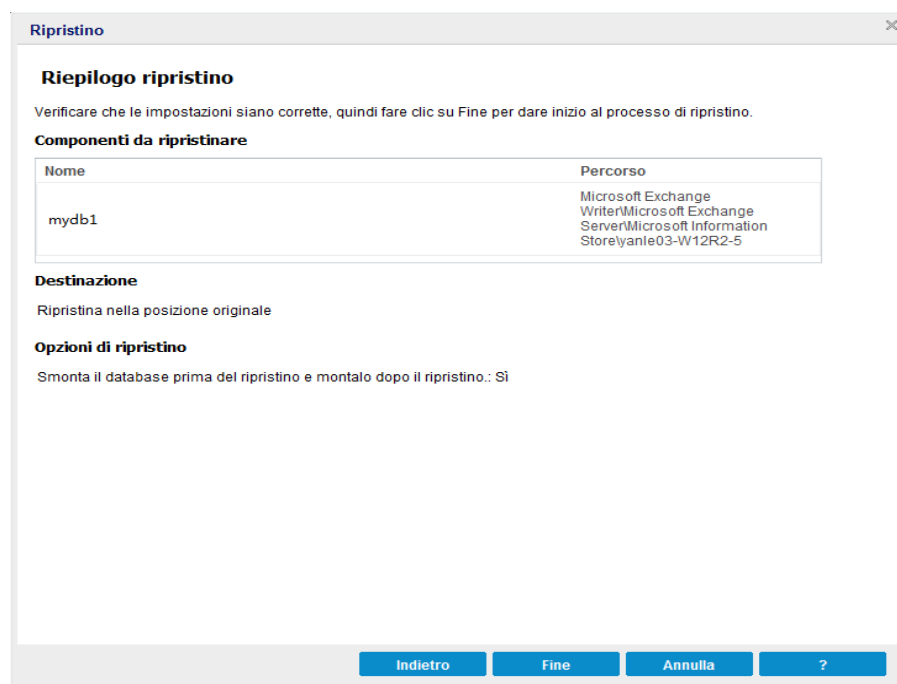 Ripristino
Riepilogo ripristino
Verificare che le impostazioni siano corrette, quindi fare clic su Fine per dare inizio al processo di ripristino.
Componenti da ripristinare
Nome Percorso
mydb1
Microsoft Exchange
Writer\Microsoft Exchange
Server\Microsoft Information
Store\yanle03-W12R2-5
Destinazione
Ripristina nella posizione originale
Opzioni di ripristino
Smonta il database prima del ripristino e montalo dopo il ripristino.: Sì
Indietro Fine Annulla ?